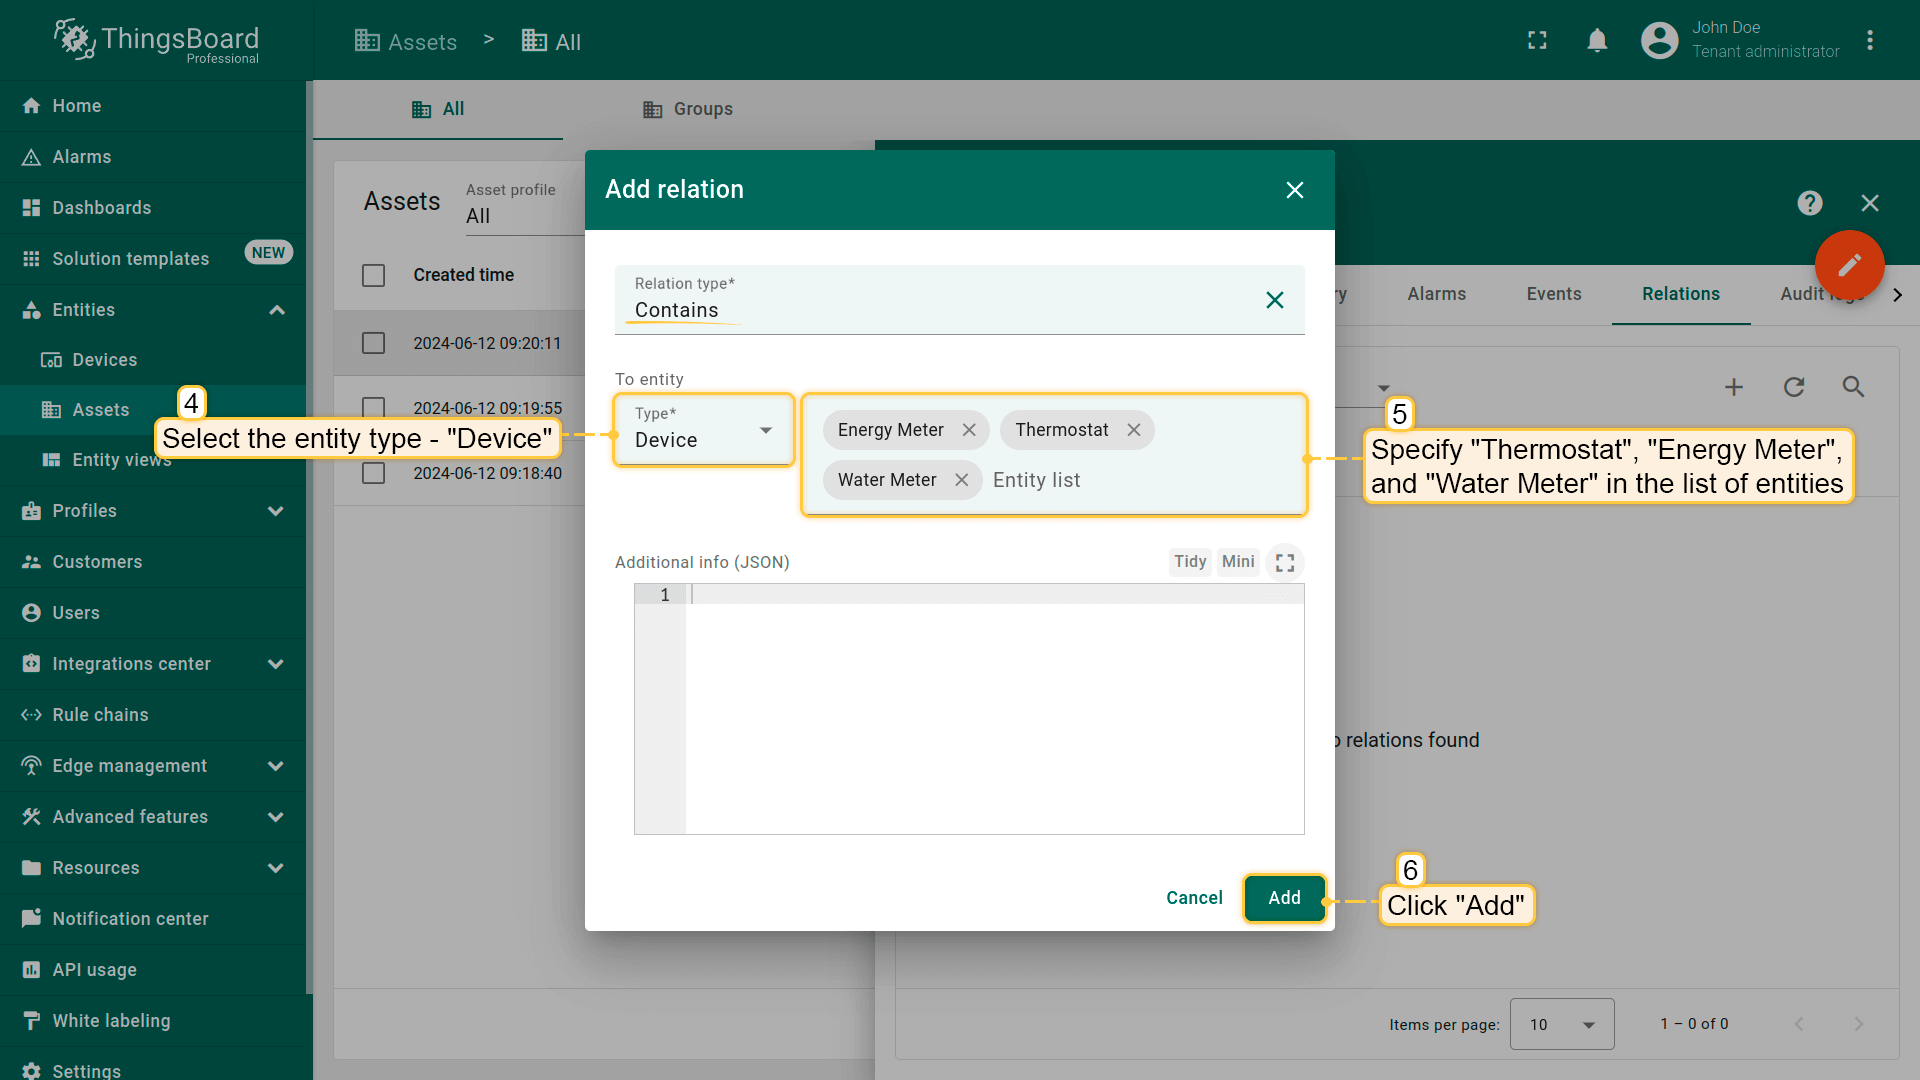 ThingsBoard
Professional
Assets > All
John Doe
Tenant administrator
Home
Alarms
Dashboards
Solution templates NEW
Entities
Devices
Assets
Entity views
Profiles
Customers
Users
Integrations center
Rule chains
Edge management
Advanced features
Resources
Notification center
API usage
White labeling
Settings
All Groups
Assets
Asset profile
All
Created time
2024-06-12 09:20:11
2024-06-12 09:19:55
2024-06-12 09:18:40
Add relation
Relation type*
Contains
To entity
Type*
Device
Energy Meter
Thermostat
Water Meter
Entity list
Additional info (JSON)
Tidy Mini
1
Cancel Add
4
Select the entity type - "Device"
5
Specify "Thermostat", "Energy Meter",
and "Water Meter" in the list of entities
6
Click "Add"
Alarms Events Relations Audit
relations found
Items per page: 10 1 – 0 of 0